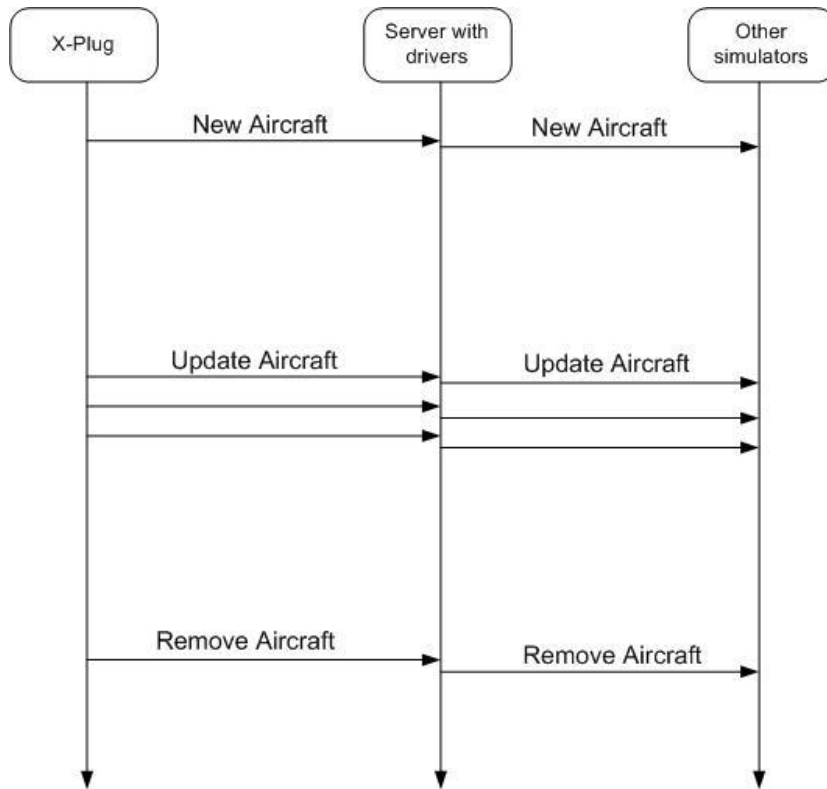 X-Plug
Server with
drivers
Other
simulators
New Aircraft
New Aircraft
Update Aircraft
Update Aircraft
Remove Aircraft
Remove Aircraft